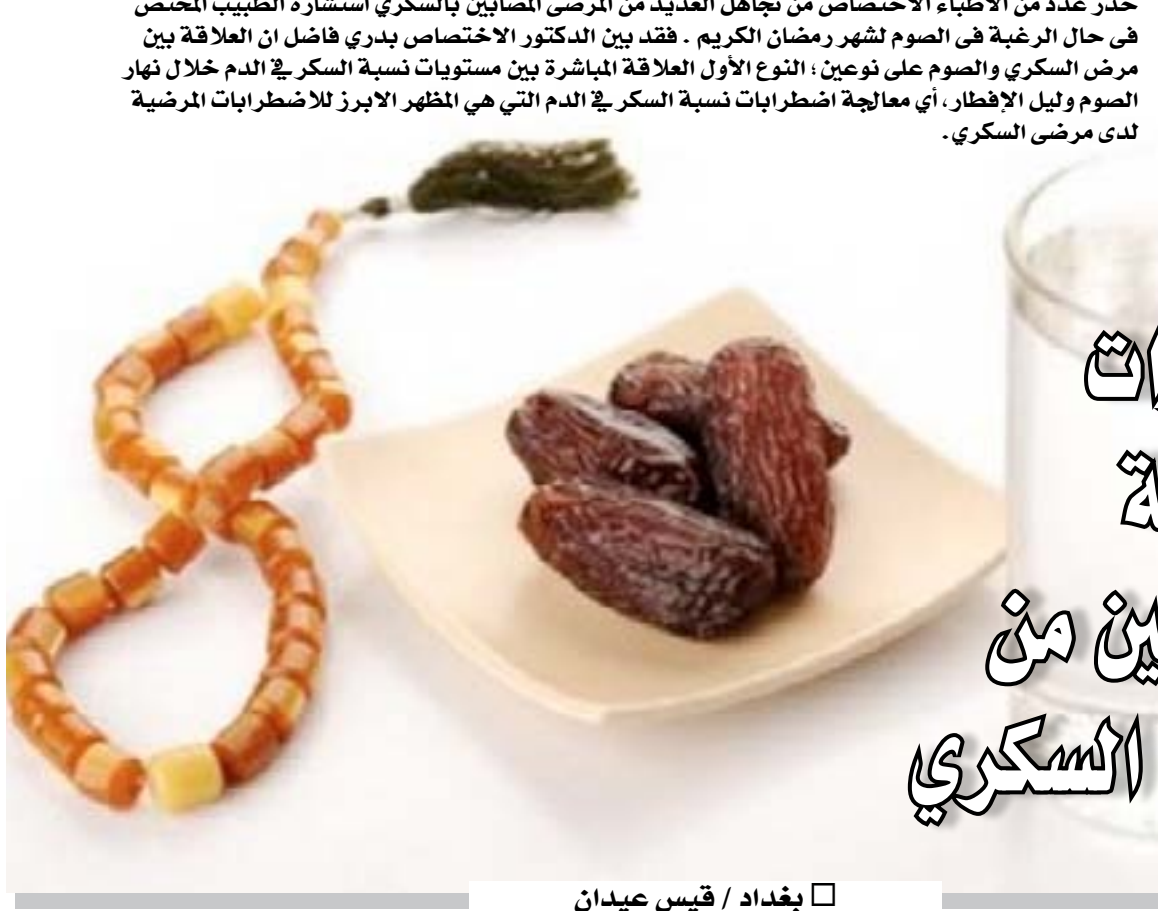 حذر عدد من الأطباء الاختصاص من تجاهل العديد من المرضى المصابين بالسكري استشارة الطبيب المختص
في حال الرغبة في الصوم لشهر رمضان الكريم . فقد بين الدكتور الاختصاص بدري فاضل ان العلاقة بين
مرض السكري والصوم على نوعين ؛ النوع الأول العلاقة المباشرة بين مستويات نسبة السكر في الدم خلال نهار
الصوم وليل الإفطار، أي معالجة اضطرابات نسبة السكر في الدم التي هي المظهر الابرز للاضطرابات المرضية
لدى مرضى السكري.
من
السكري
□ بغداد / قيس عيدان